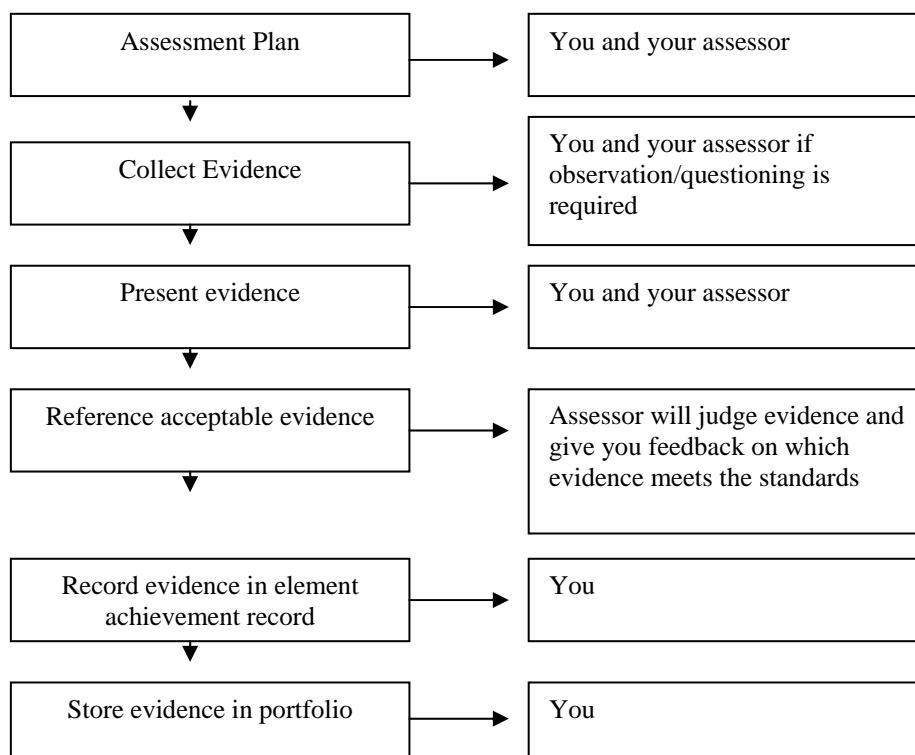 Assessment Plan
You and your assessor
Collect Evidence
You and your assessor if
observation/questioning is
required
Present evidence
You and your assessor
Reference acceptable evidence
Assessor will judge evidence and
give you feedback on which
evidence meets the standards
Record evidence in element
achievement record
You
Store evidence in portfolio
You